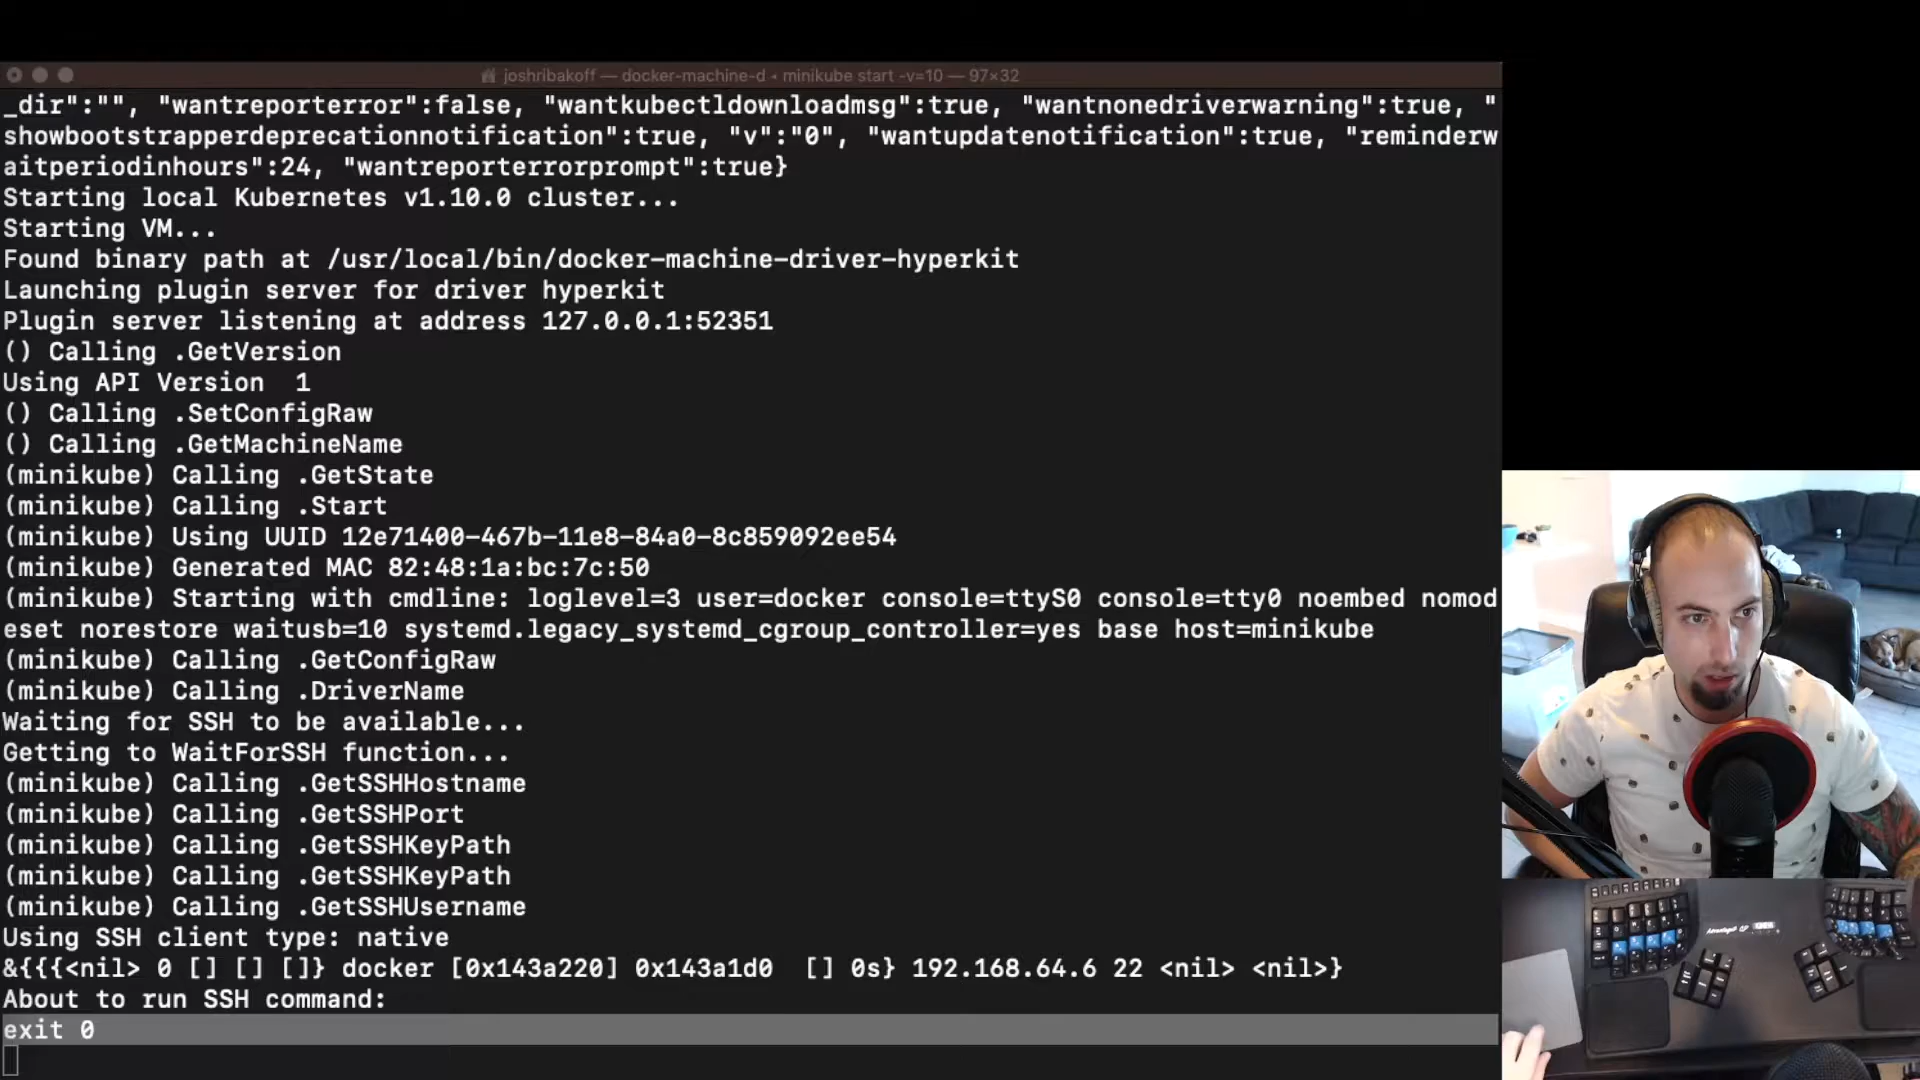 joshribakoff — docker-machine-d ◂ minikube start -v=10 — 97×32
_dir":"", "wantreporterror":false, "wantkubectldownloadmsg":true, "wantnonedriverwarning":true, "
showbootstrapperdeprecationnotification":true, "v":"0", "wantupdatenotification":true, "reminderw
aitperiodinhours":24, "wantreporterrorprompt":true}
Starting local Kubernetes v1.10.0 cluster...
Starting VM...
Found binary path at /usr/local/bin/docker-machine-driver-hyperkit
Launching plugin server for driver hyperkit
Plugin server listening at address 127.0.0.1:52351
() Calling .GetVersion
Using API Version  1
() Calling .SetConfigRaw
() Calling .GetMachineName
(minikube) Calling .GetState
(minikube) Calling .Start
(minikube) Using UUID 12e71400-467b-11e8-84a0-8c859092ee54
(minikube) Generated MAC 82:48:1a:bc:7c:50
(minikube) Starting with cmdline: loglevel=3 user=docker console=ttyS0 console=tty0 noembed nomod
eset norestore waitusb=10 systemd.legacy_systemd_cgroup_controller=yes base host=minikube
(minikube) Calling .GetConfigRaw
(minikube) Calling .DriverName
Waiting for SSH to be available...
Getting to WaitForSSH function...
(minikube) Calling .GetSSHHostname
(minikube) Calling .GetSSHPort
(minikube) Calling .GetSSHKeyPath
(minikube) Calling .GetSSHKeyPath
(minikube) Calling .GetSSHUsername
Using SSH client type: native
&{{{<nil> 0 [] [] []} docker [0x143a220] 0x143a1d0  [] 0s} 192.168.64.6 22 <nil> <nil>}
About to run SSH command:
exit 0